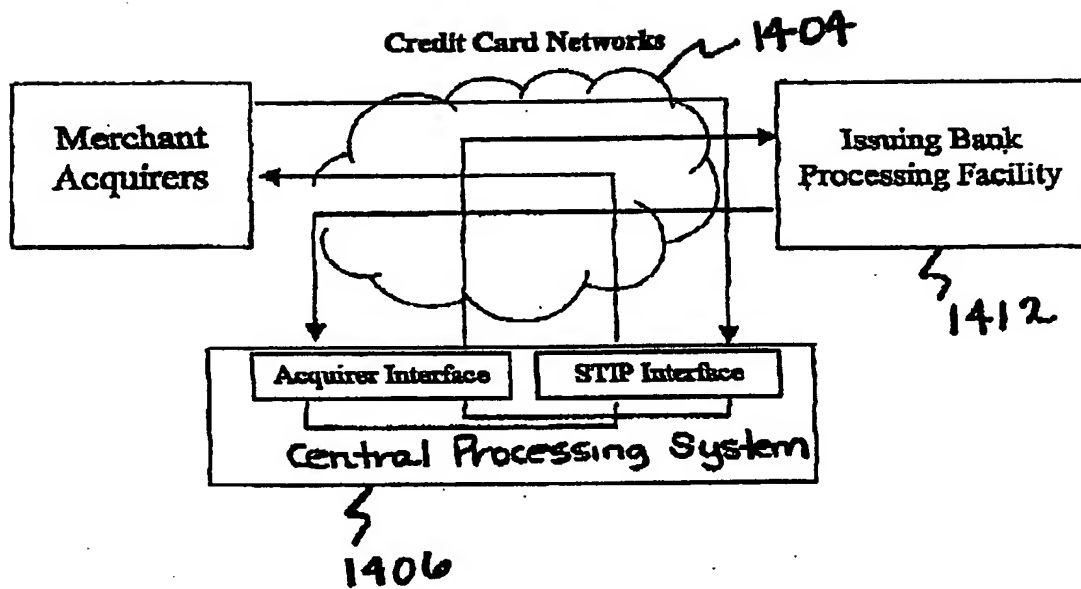 Credit Card Networks
1404
Merchant
Acquirers
Issuing Bank
Processing Facility
1412
Acquirer Interface
STIP Interface
Central Processing System
1406